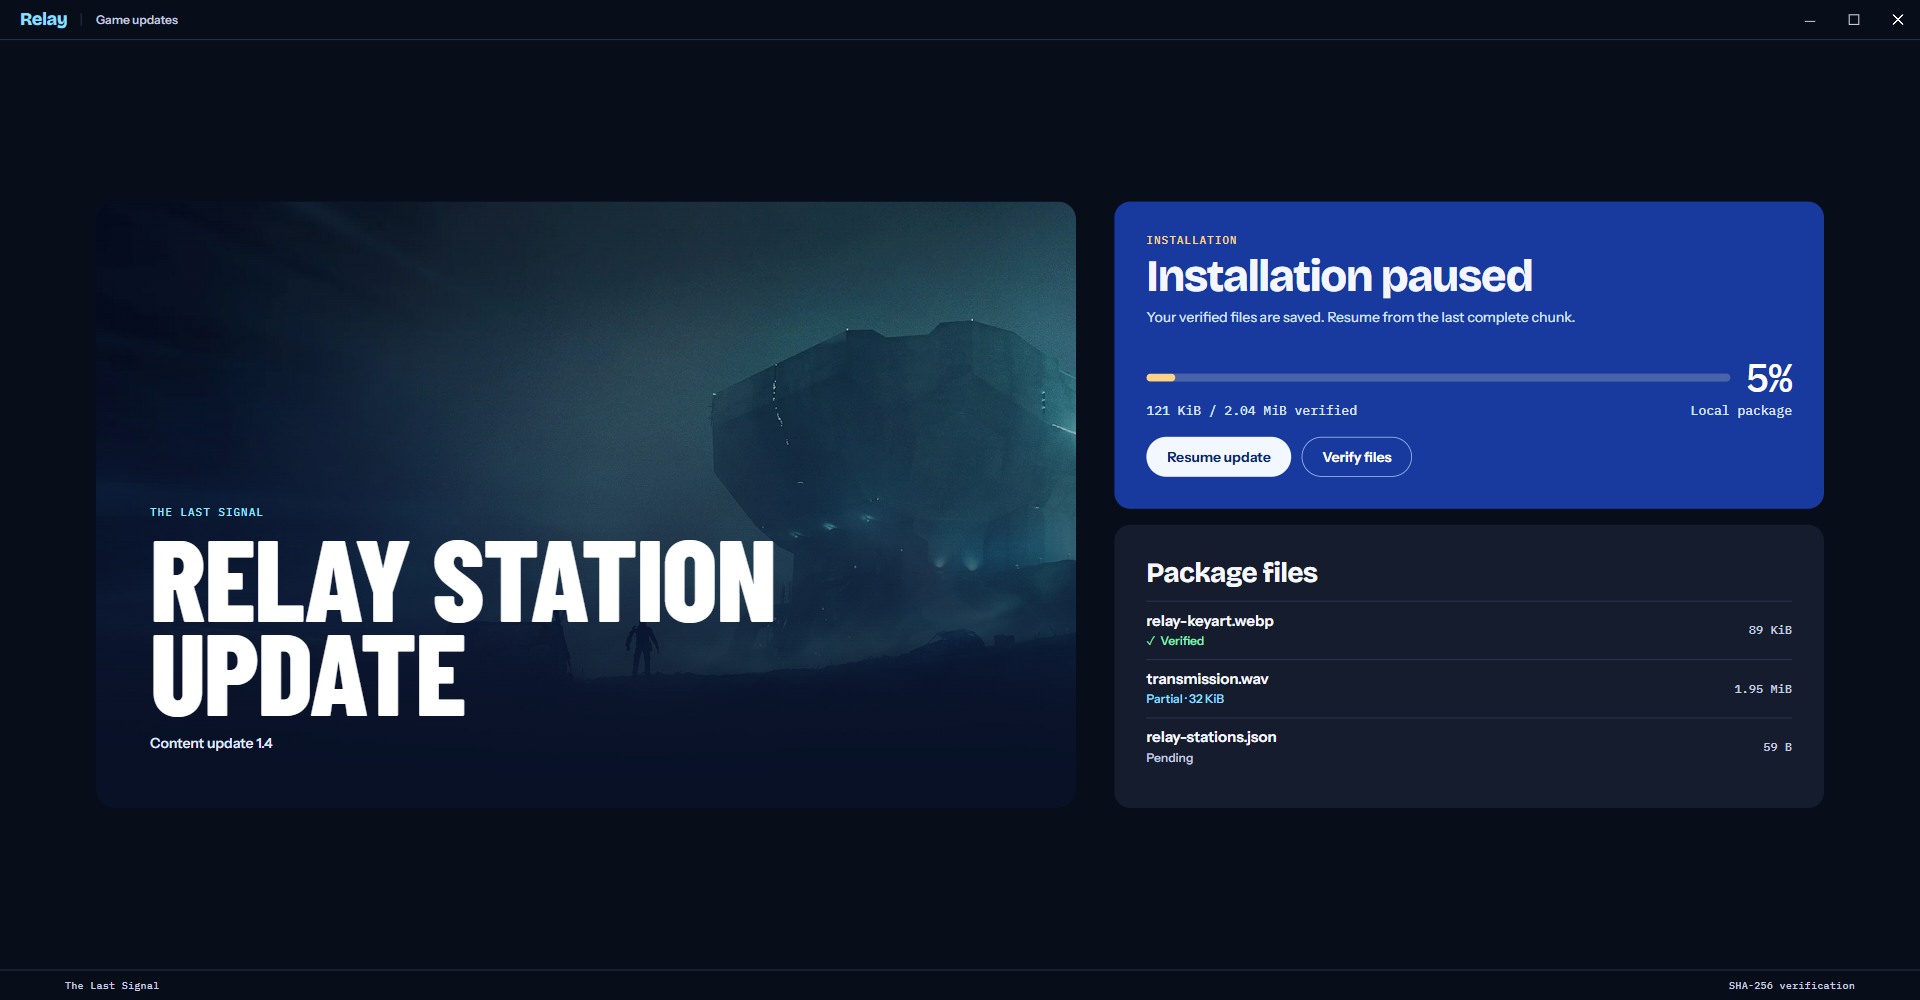 Relay
Game updates
THE LAST SIGNAL
RELAY STATION
UPDATE
Content update 1.4
INSTALLATION
Installation paused
Your verified files are saved. Resume from the last complete chunk.
5%
121 KiB / 2.04 MiB verified
Local package
Resume update
Verify files
Package files
relay-keyart.webp
✓ Verified
89 KiB
transmission.wav
Partial · 32 KiB
1.95 MiB
relay-stations.json
Pending
59 B
The Last Signal
SHA-256 verification